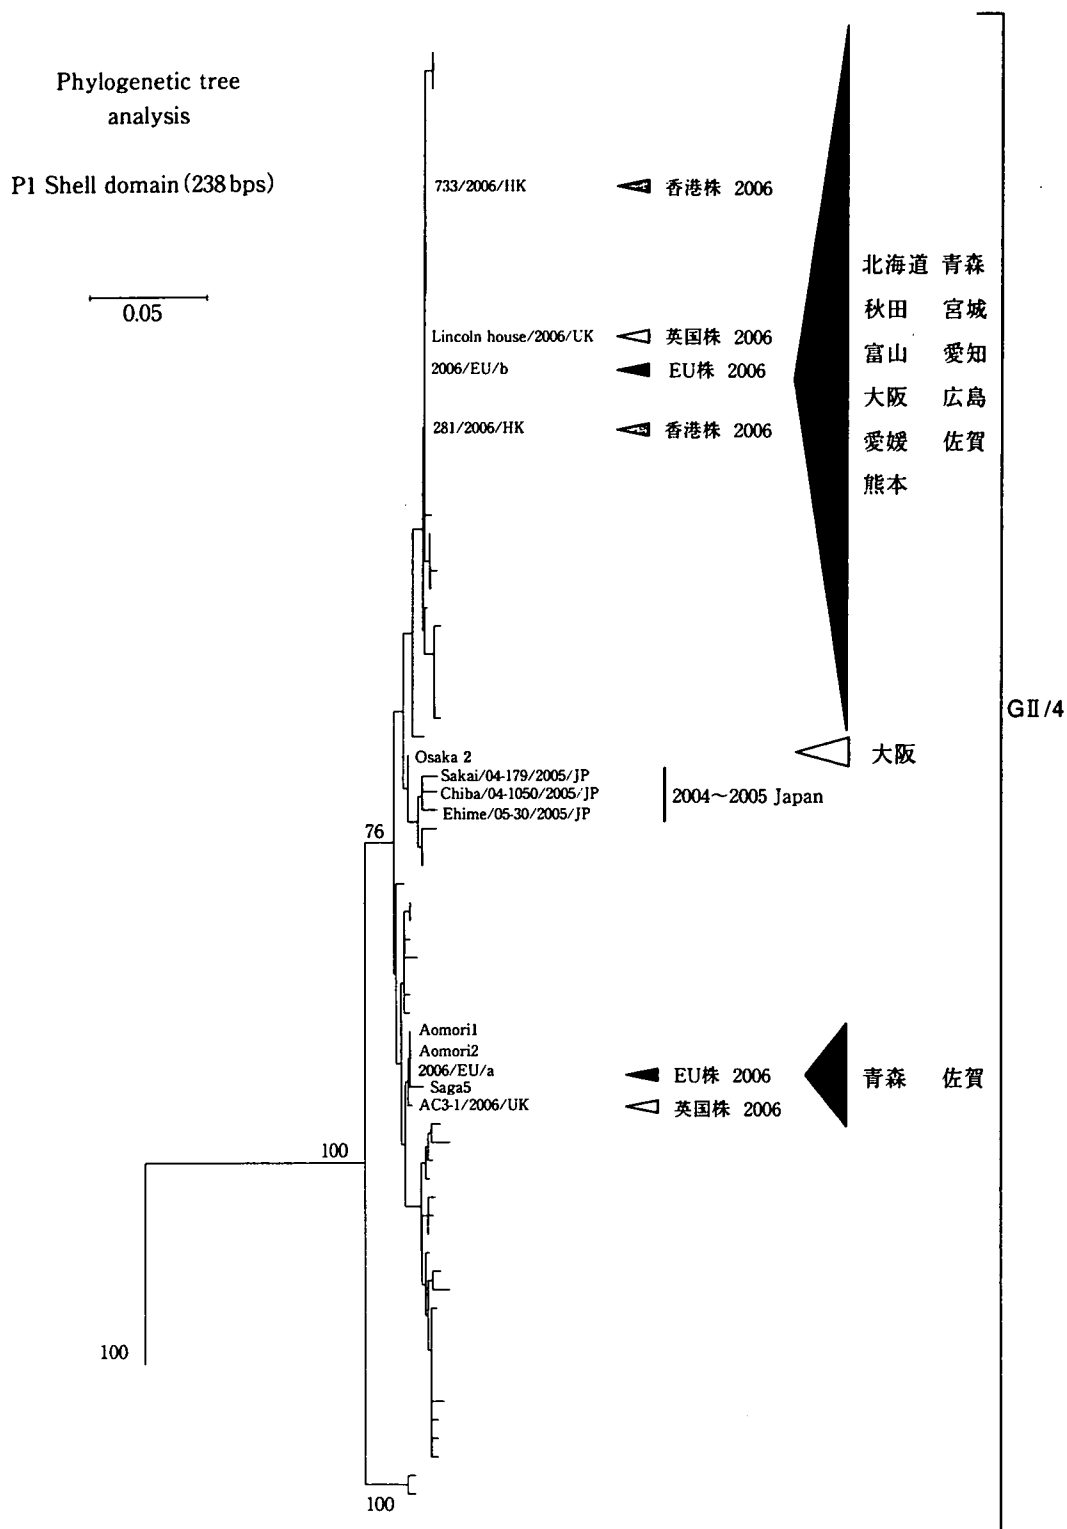 Phylogenetic tree
analysis
P1 Shell domain (238 bps)
0.05
733/2006/HK 香港株 2006
Lincoln house/2006/UK 英国株 2006
2006/EU/b EU株 2006
281/2006/HK 香港株 2006
北海道 青森
秋田 宮城
富山 愛知
大阪 広島
愛媛 佐賀
熊本
GⅡ/4
Osaka 2 大阪
Sakai/04-179/2005/JP
Chiba/04-1050/2005/JP
2004～2005 Japan
Ehime/05-30/2005/JP
76
Aomori1
Aomori2
2006/EU/a EU株 2006
青森 佐賀
Saga5
AC3-1/2006/UK 英国株 2006
100
100
100